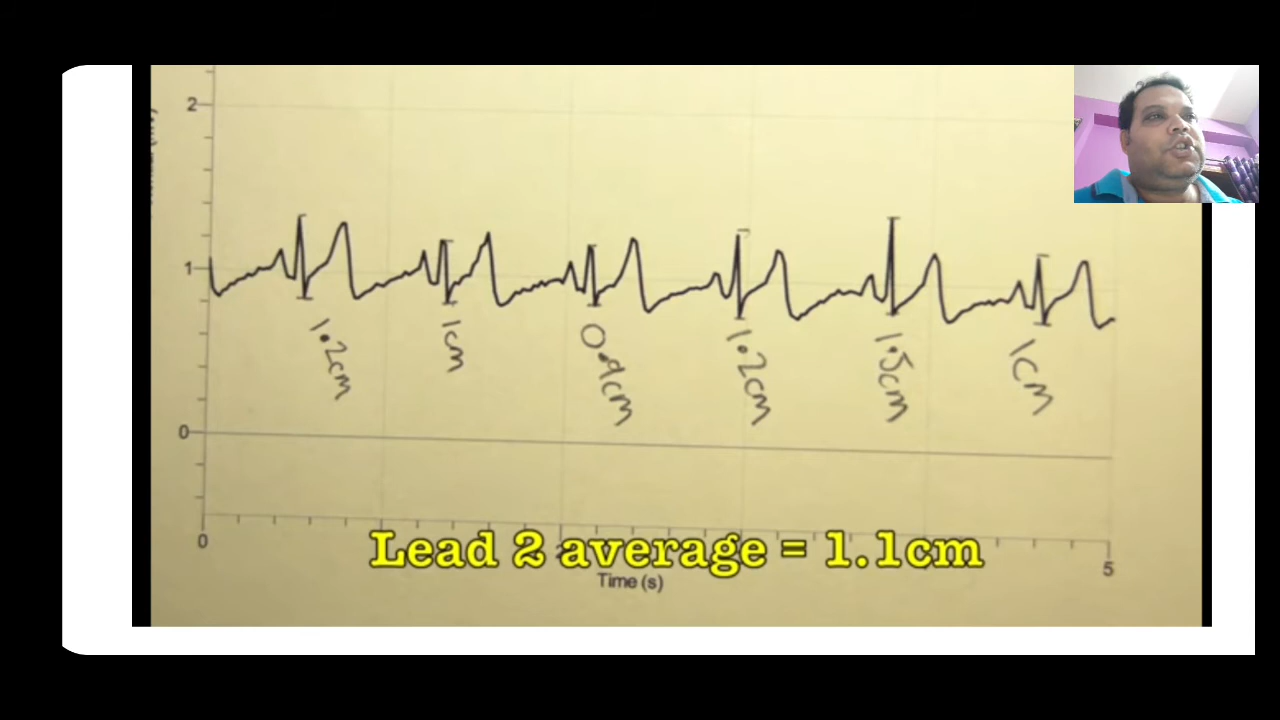 2
1
0
1.2cm
1cm
0.9cm
1.2cm
1.5cm
1cm
0
5
Lead 2 average = 1.1cm
Time (s)